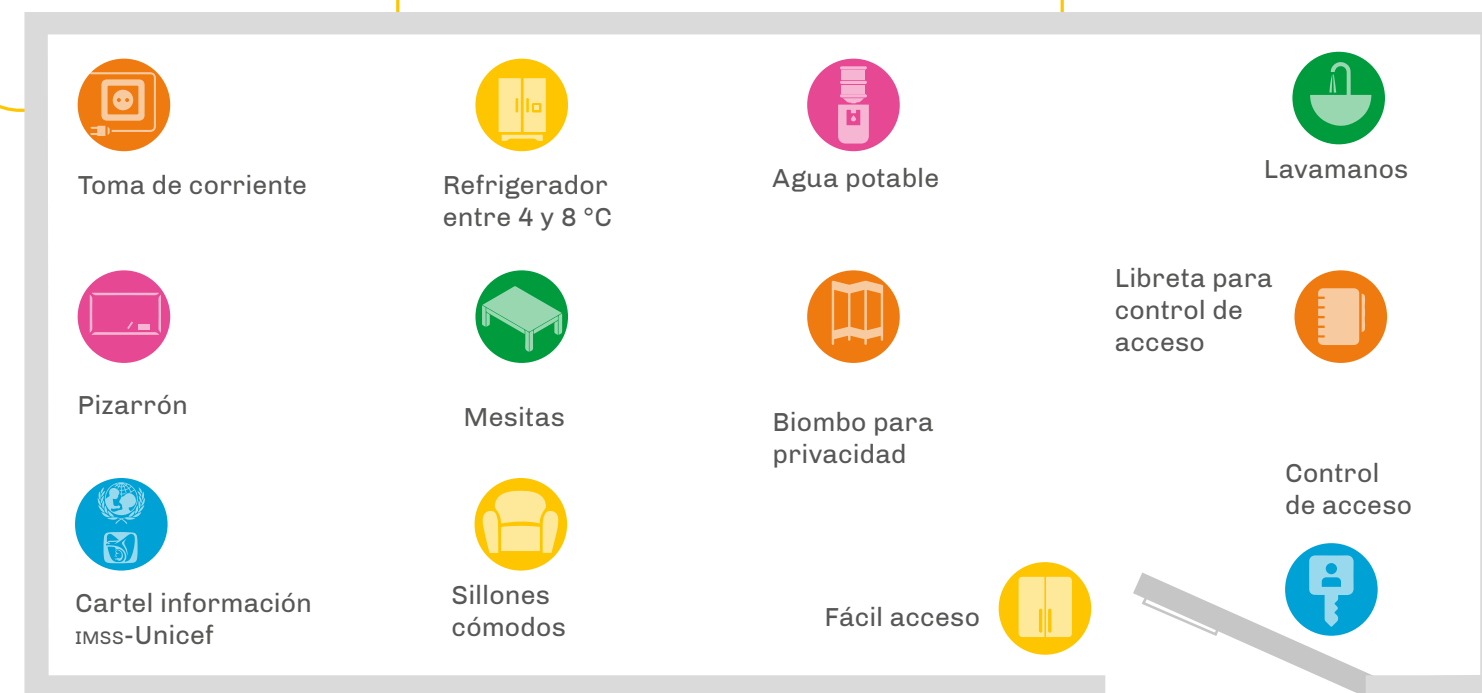 Toma de corriente
Refrigerador
entre 4 y 8 °C
Agua potable
Lavamanos
Pizarrón
Mesitas
Biombo para
privacidad
Libreta para
control de
acceso
Cartel información
IMSS-Unicef
Sillones
cómodos
Fácil acceso
Control
de acceso